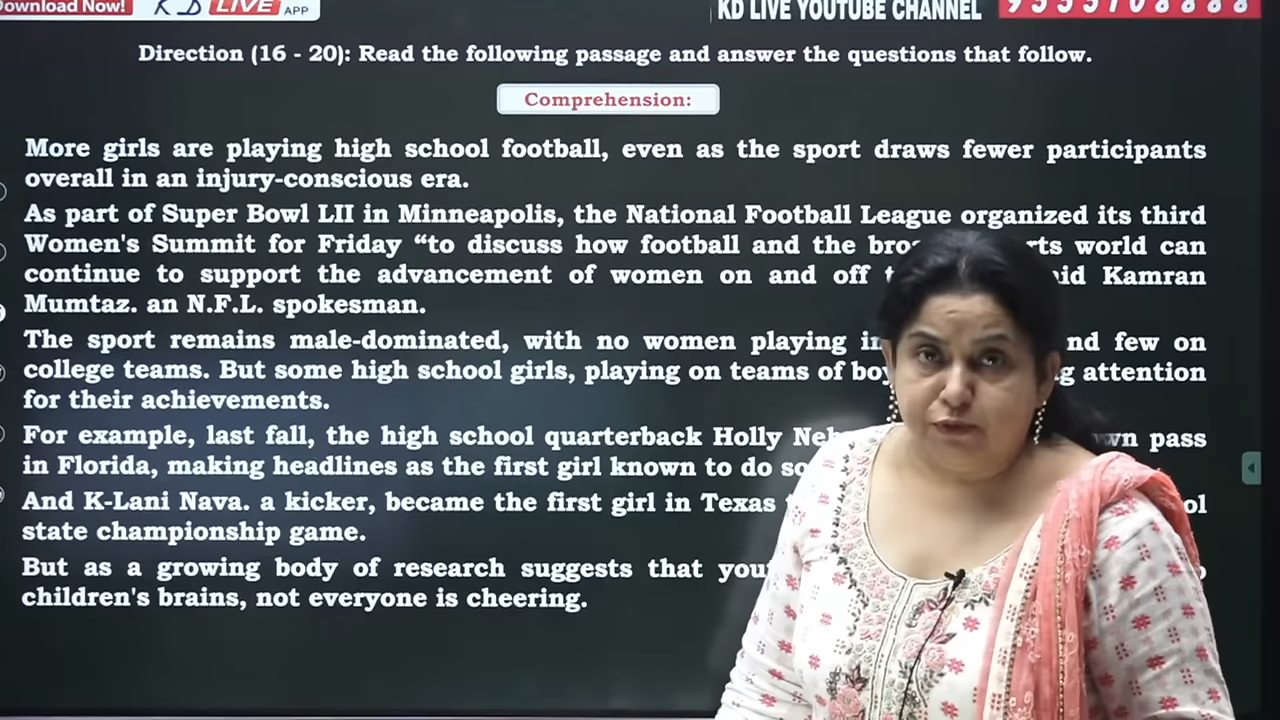 Download Now!
KD LIVE APP
KD LIVE YOUTUBE CHANNEL
Direction (16 - 20): Read the following passage and answer the questions that follow.
Comprehension:
More girls are playing high school football, even as the sport draws fewer participants
overall in an injury-conscious era.
As part of Super Bowl LII in Minneapolis, the National Football League organized its third
Women's Summit for Friday “to discuss how football and the world can
continue to support the advancement of women on and off Kamran
Mumtaz. an N.F.L. spokesman.
The sport remains male-dominated, with no women playing few on
college teams. But some high school girls, playing on teams of attention
for their achievements.
For example, last fall, the high school quarterback Holly pass
in Florida, making headlines as the first girl known to do
And K-Lani Nava. a kicker, became the first girl in Texas
state championship game.
But as a growing body of research suggests that
children's brains, not everyone is cheering.